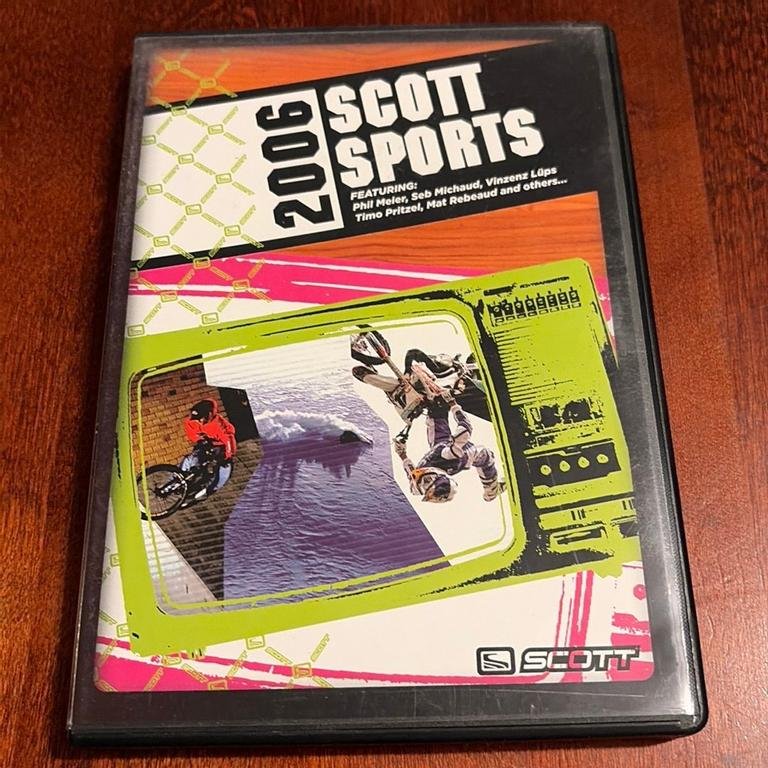 2006
SCOTT
SPORTS
FEATURING:
Phil Meier, Seb Michaud, Vinzenz Lüps
Timo Pritzel, Mat Rebeaud and others...
SCOTT